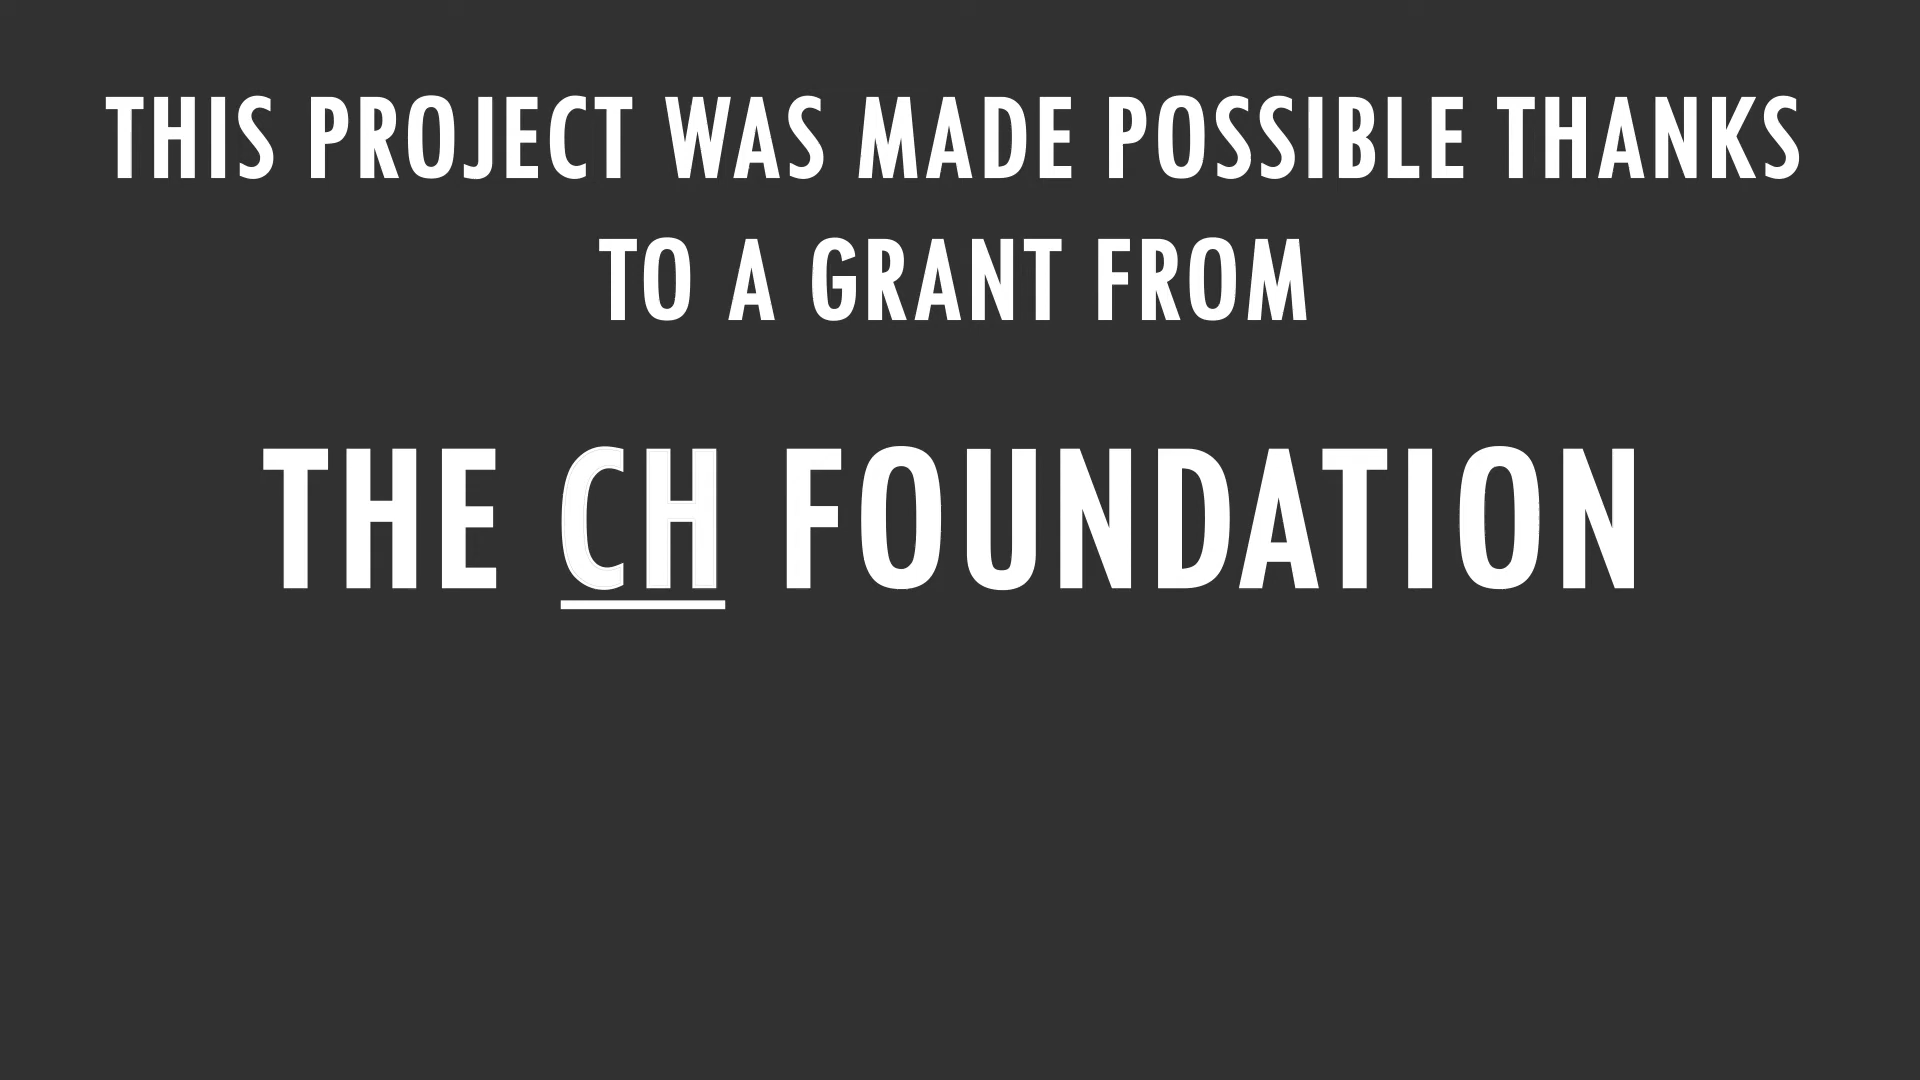 THIS PROJECT WAS MADE POSSIBLE THANKS
TO A GRANT FROM
THE CH FOUNDATION